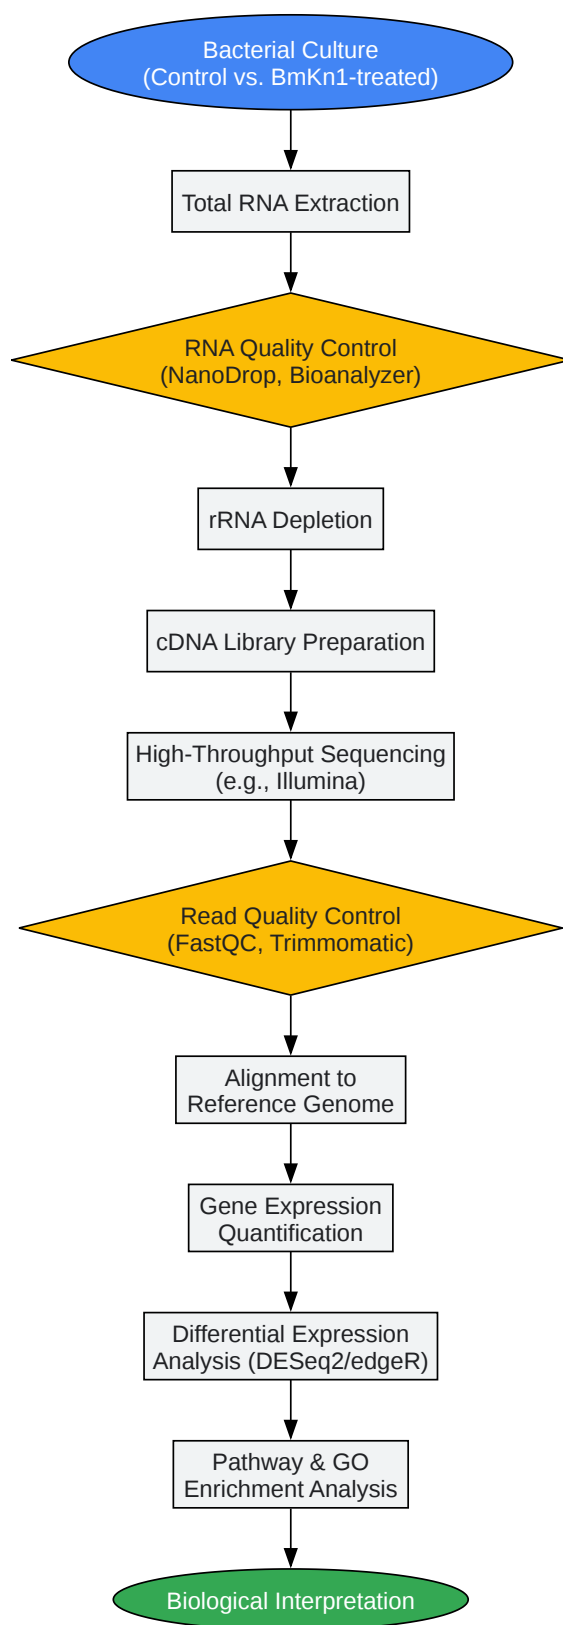 Bacterial Culture
(Control vs. BmKn1-treated)
Total RNA Extraction
RNA Quality Control
(NanoDrop, Bioanalyzer)
rRNA Depletion
cDNA Library Preparation
High-Throughput Sequencing
(e.g., Illumina)
Read Quality Control
(FastQC, Trimmomatic)
Alignment to
Reference Genome
Gene Expression
Quantification
Differential Expression
Analysis (DESeq2/edgeR)
Pathway & GO
Enrichment Analysis
Biological Interpretation